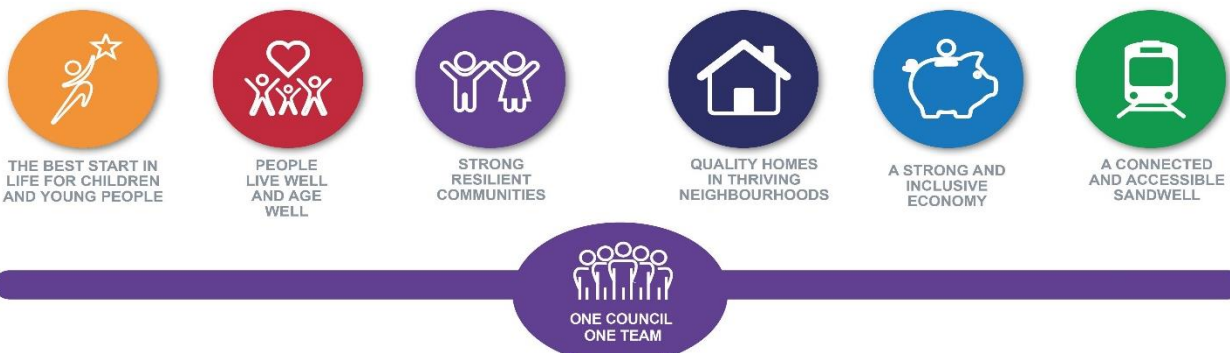 THE BEST START IN
LIFE FOR CHILDREN
AND YOUNG PEOPLE
PEOPLE
LIVE WELL
AND AGE
WELL
STRONG
RESILIENT
COMMUNITIES
QUALITY HOMES
IN THRIVING
NEIGHBOURHOODS
A STRONG AND
INCLUSIVE
ECONOMY
A CONNECTED
AND ACCESSIBLE
SANDWELL
ONE COUNCIL
ONE TEAM